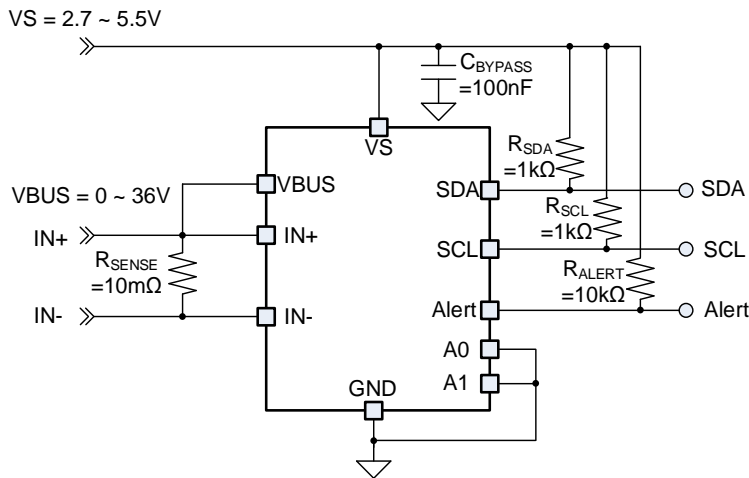 VS = 2.7 ~ 5.5V
CBYPASS
=100nF
VS
RSDA
=1kΩ
VBUS
SDA
SDA
VBUS = 0 ~ 36V
RSCL
=1kΩ
IN+
IN+
SCL
SCL
RSENSE
=10mΩ
RALERT
=10kΩ
IN-
IN-
Alert
Alert
A0
A1
GND